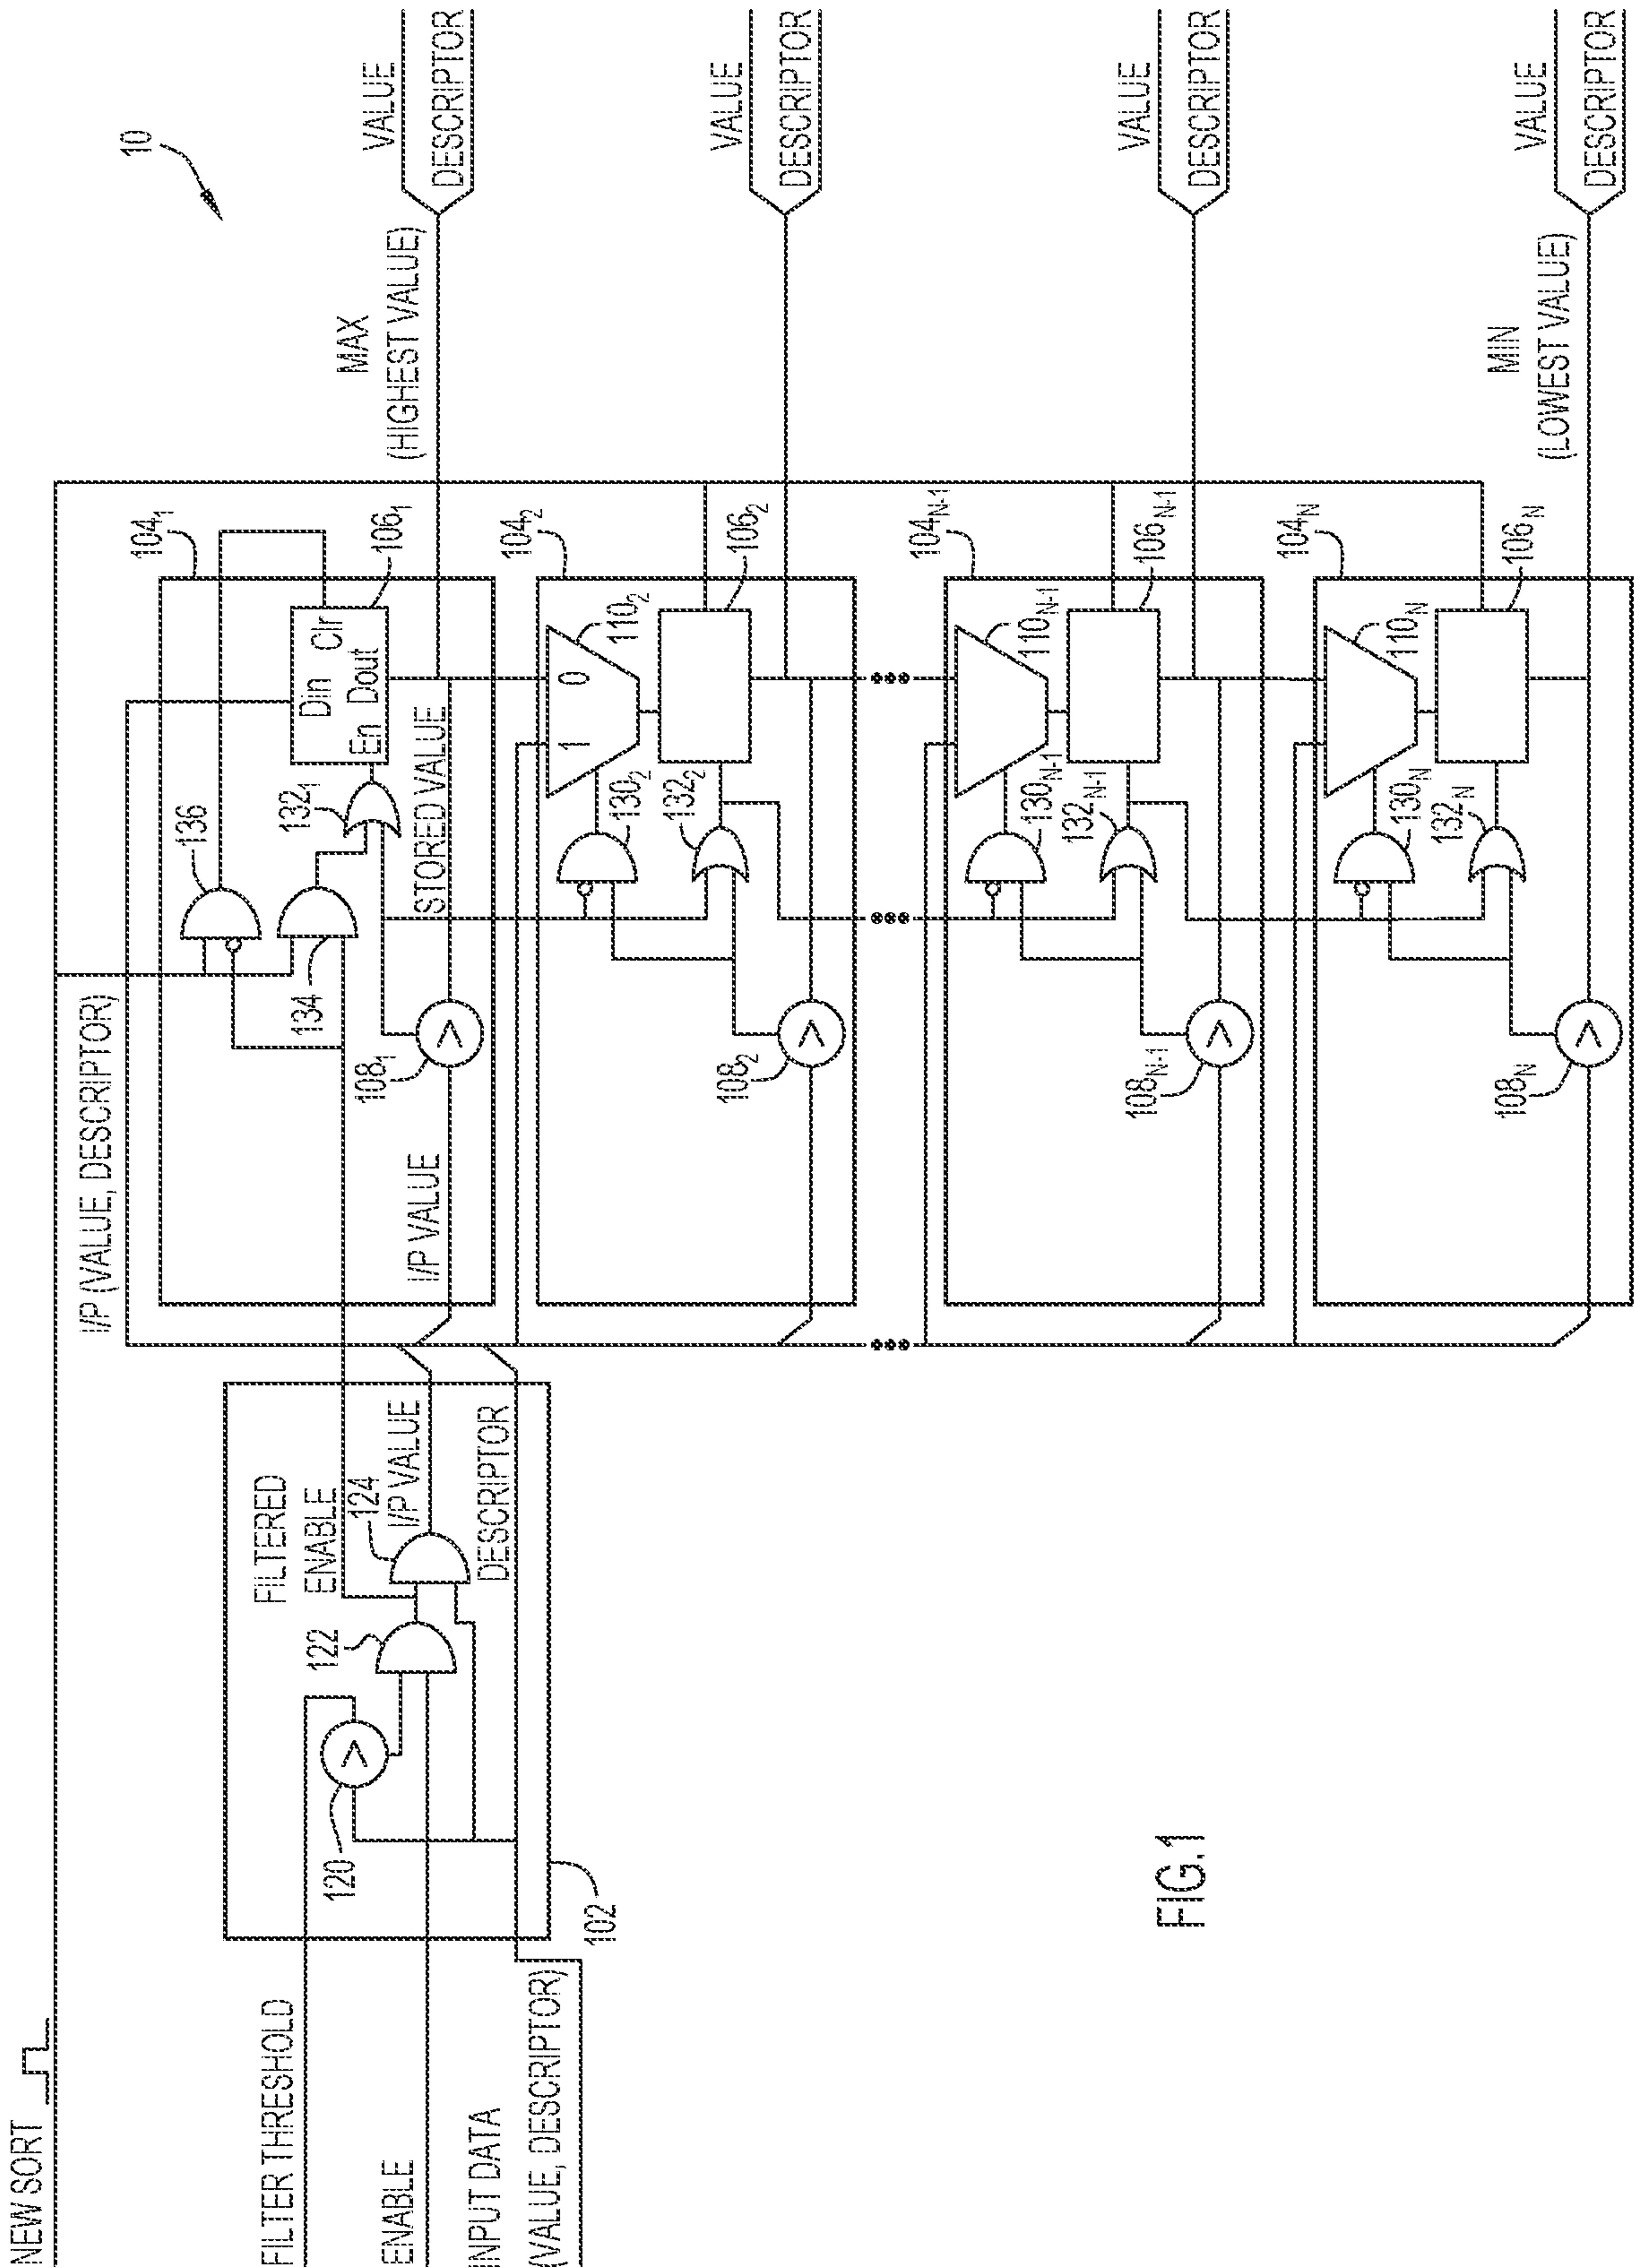 NEW SORT
FILTER THRESHOLD
ENABLE
INPUT DATA
(VALUE, DESCRIPTOR)
102
120
122
FILTERED
ENABLE
124
I/P VALUE
DESCRIPTOR
I/P (VALUE, DESCRIPTOR)
10
104₁
136
134
132₁
Din
Clr
En
Dout
106₁
STORED VALUE
108₁
>
I/P VALUE
MAX
(HIGHEST VALUE)
VALUE
DESCRIPTOR
104₂
1
0
110₂
106₂
130₂
132₂
108₂
>
VALUE
DESCRIPTOR
104N-1
110N-1
106N-1
130N-1
132N-1
108N-1
>
VALUE
DESCRIPTOR
104N
110N
106N
130N
132N
108N
>
MIN
(LOWEST VALUE)
VALUE
DESCRIPTOR
>
FIG.1